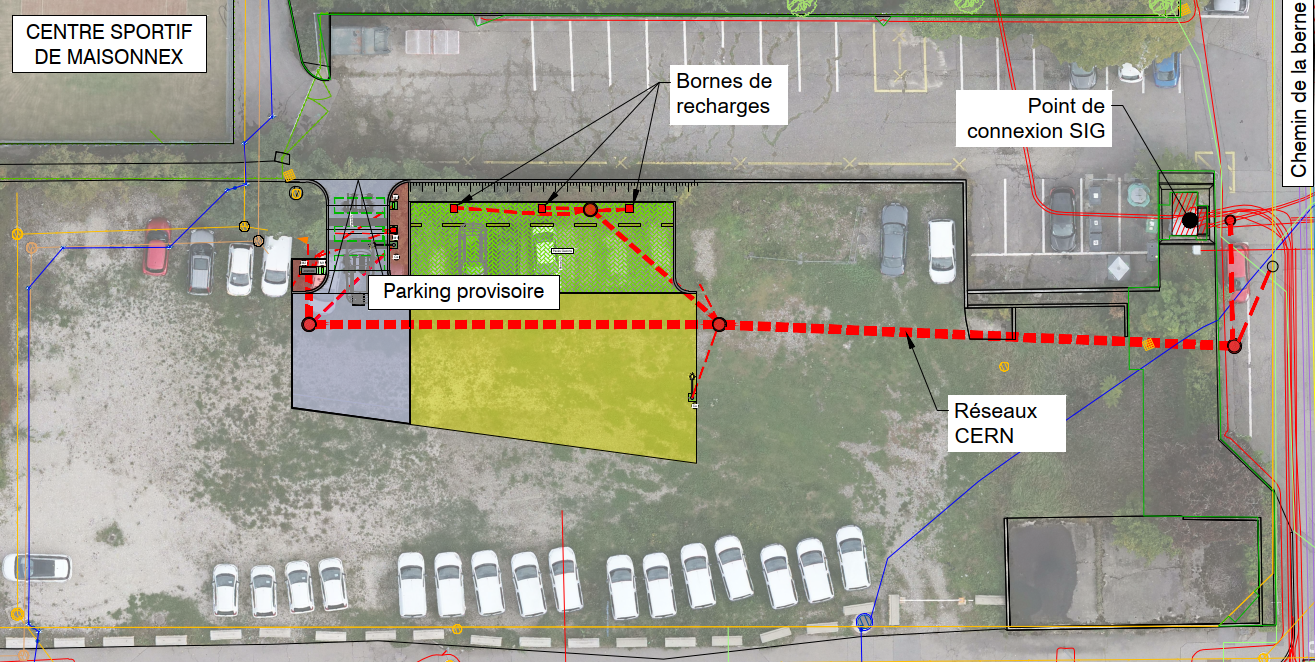 CENTRE SPORTIF
DE MAISONNEX
Bornes de
recharges
Point de
connexion SIG
Chemin de la berne
Parking provisoire
Réseaux
CERN